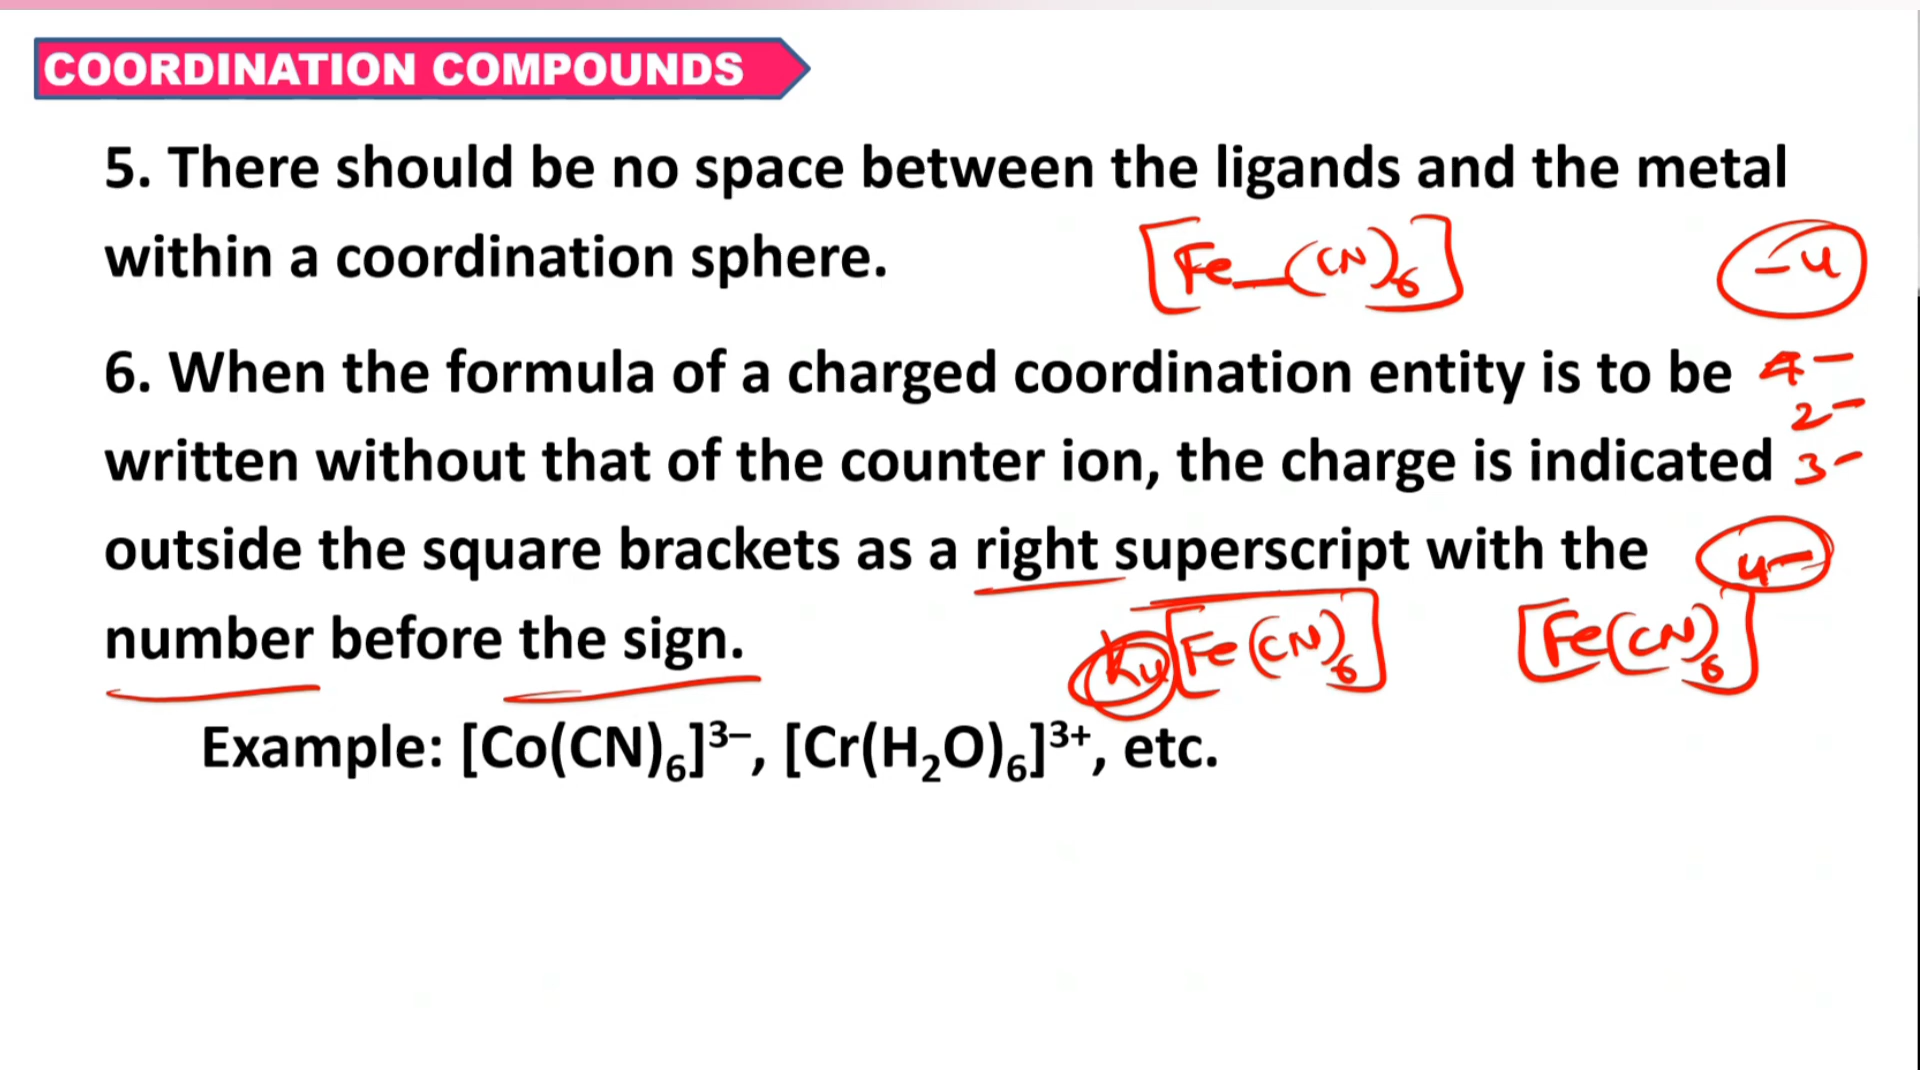 COORDINATION COMPOUNDS
5. There should be no space between the ligands and the metal
within a coordination sphere.
[Fe_(CN)₆]
–4
6. When the formula of a charged coordination entity is to be
4–
2–
written without that of the counter ion, the charge is indicated
3–
outside the square brackets as a right superscript with the
number before the sign.
K₄[Fe(CN)₆]
[Fe(CN)₆]⁴⁻
Example: [Co(CN)₆]³⁻, [Cr(H₂O)₆]³⁺, etc.